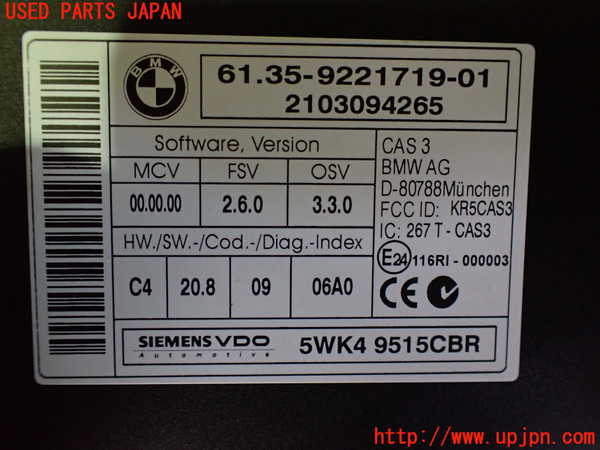 USED PARTS JAPAN
BMW
61.35-9221719-01
2103094265
Software, Version
MCV FSV OSV
00.00.00 2.6.0 3.3.0
HW./SW.-/Cod.-/Diag.-Index
C4 20.8 09 06A0
CAS 3
BMW AG
D-80788München
FCC ID: KR5CAS3
IC: 267 T - CAS3
E24 116RI - 000003
CE
SIEMENS VDO
Automotive
5WK4 9515CBR
http://www.upjpn.com